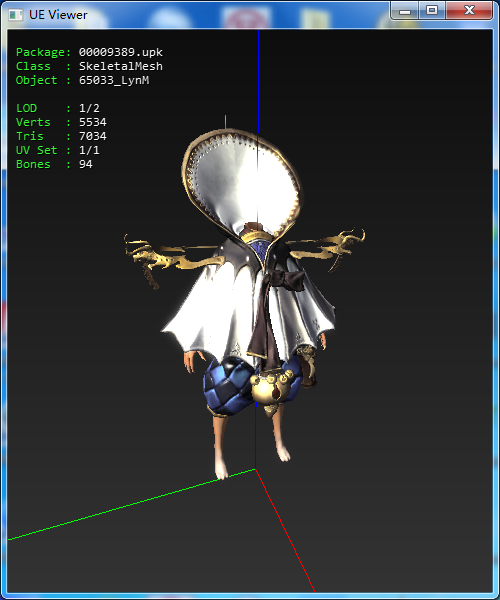 UE Viewer
Package: 00009389.upk
Class  : SkeletalMesh
Object : 65033_LynM
LOD    : 1/2
Verts  : 5534
Tris   : 7034
UV Set : 1/1
Bones  : 94